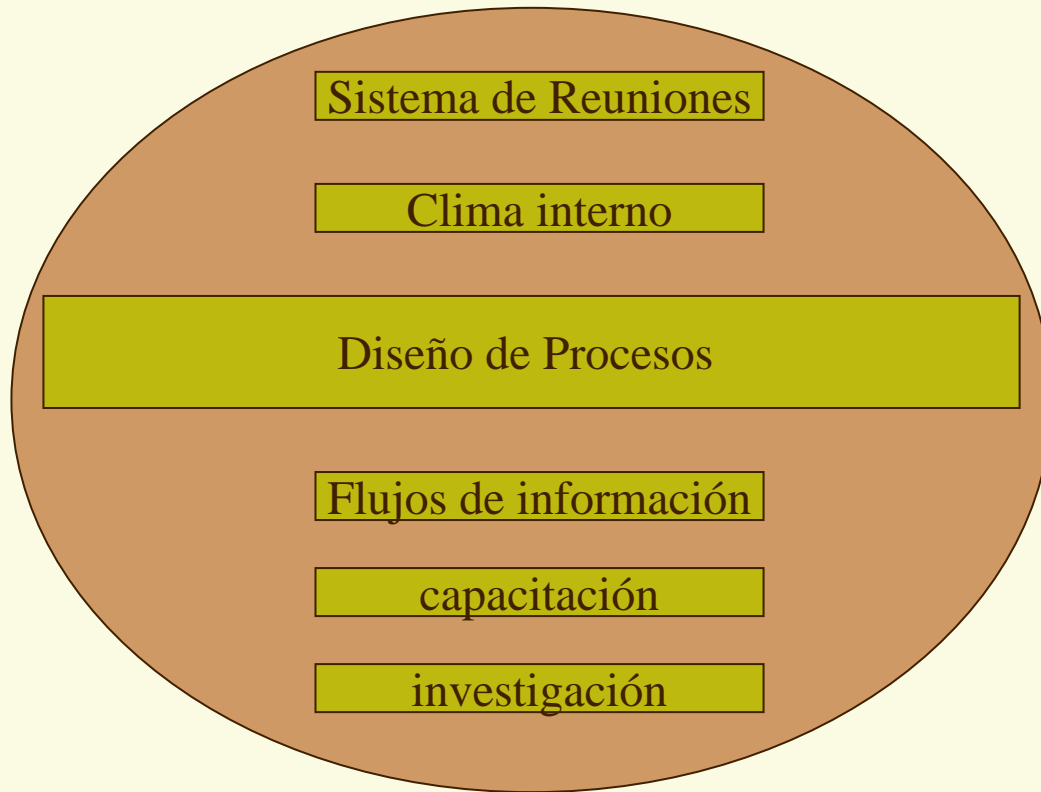 Sistema de Reuniones
Clima interno
Diseño de Procesos
Flujos de información
capacitación
investigación